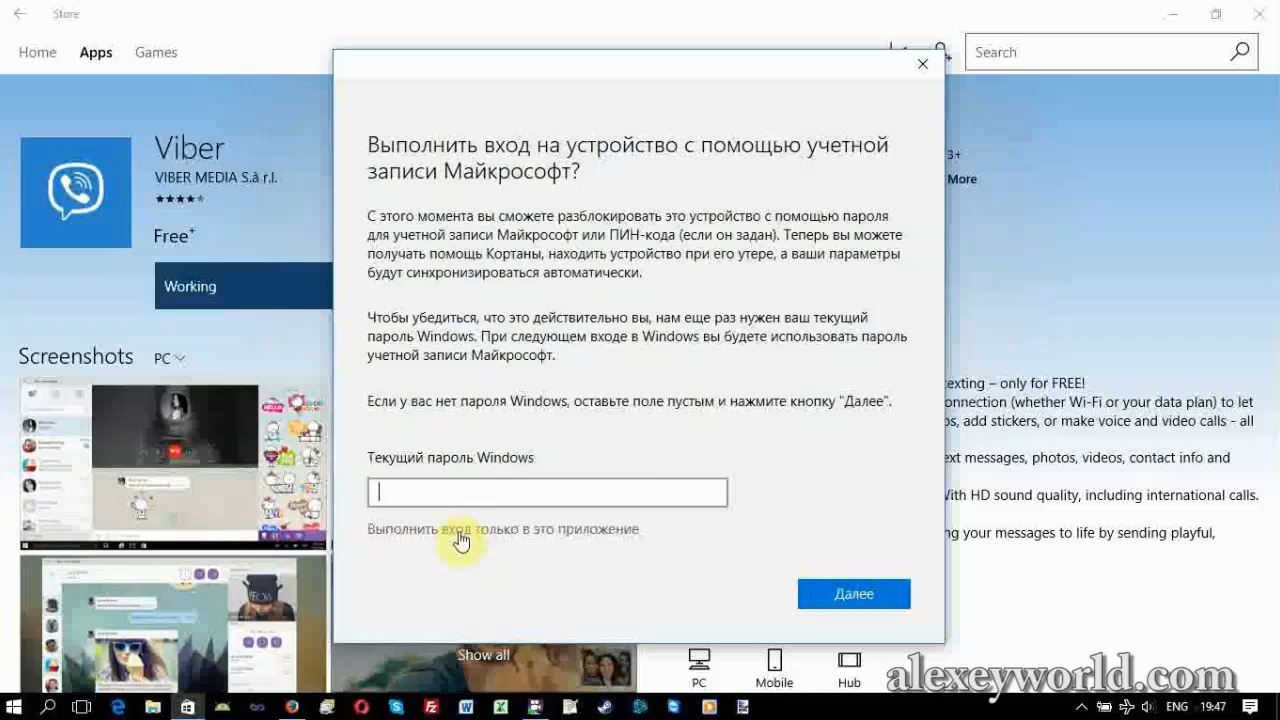 Store
Home Apps Games
Search
Viber
VIBER MEDIA S.à r.l.
Free+
Working
Screenshots PC
Выполнить вход на устройство с помощью учетной
записи Майкрософт?
С этого момента вы сможете разблокировать это устройство с помощью пароля
для учетной записи Майкрософт или ПИН-кода (если он задан). Теперь вы можете
получать помощь Кортаны, находить устройство при его утере, а ваши параметры
будут синхронизироваться автоматически.
Чтобы убедиться, что это действительно вы, нам еще раз нужен ваш текущий
пароль Windows. При следующем входе в Windows вы будете использовать пароль
учетной записи Майкрософт.
Если у вас нет пароля Windows, оставьте поле пустым и нажмите кнопку "Далее".
Текущий пароль Windows
Выполнить вход только в это приложение
Далее
3+
More
exting – only for FREE!
onnection (whether Wi-Fi or your data plan) to let
os, add stickers, or make voice and video calls - all
ext messages, photos, videos, contact info and
With HD sound quality, including international calls.
ng your messages to life by sending playful,
Show all
PC Mobile Hub
alexeyworld.com
ENG 19:47